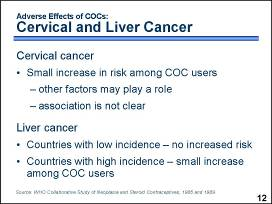 Adverse Effects of COCs:
Cervical and Liver Cancer
Cervical cancer
• Small increase in risk among COC users
– other factors may play a role
– association is not clear
Liver cancer
• Countries with low incidence – no increased risk
• Countries with high incidence – small increase
among COC users
Source: WHO Collaborative Study of Neoplasia and Steroid Contraceptives, 1985 and 1989.
12